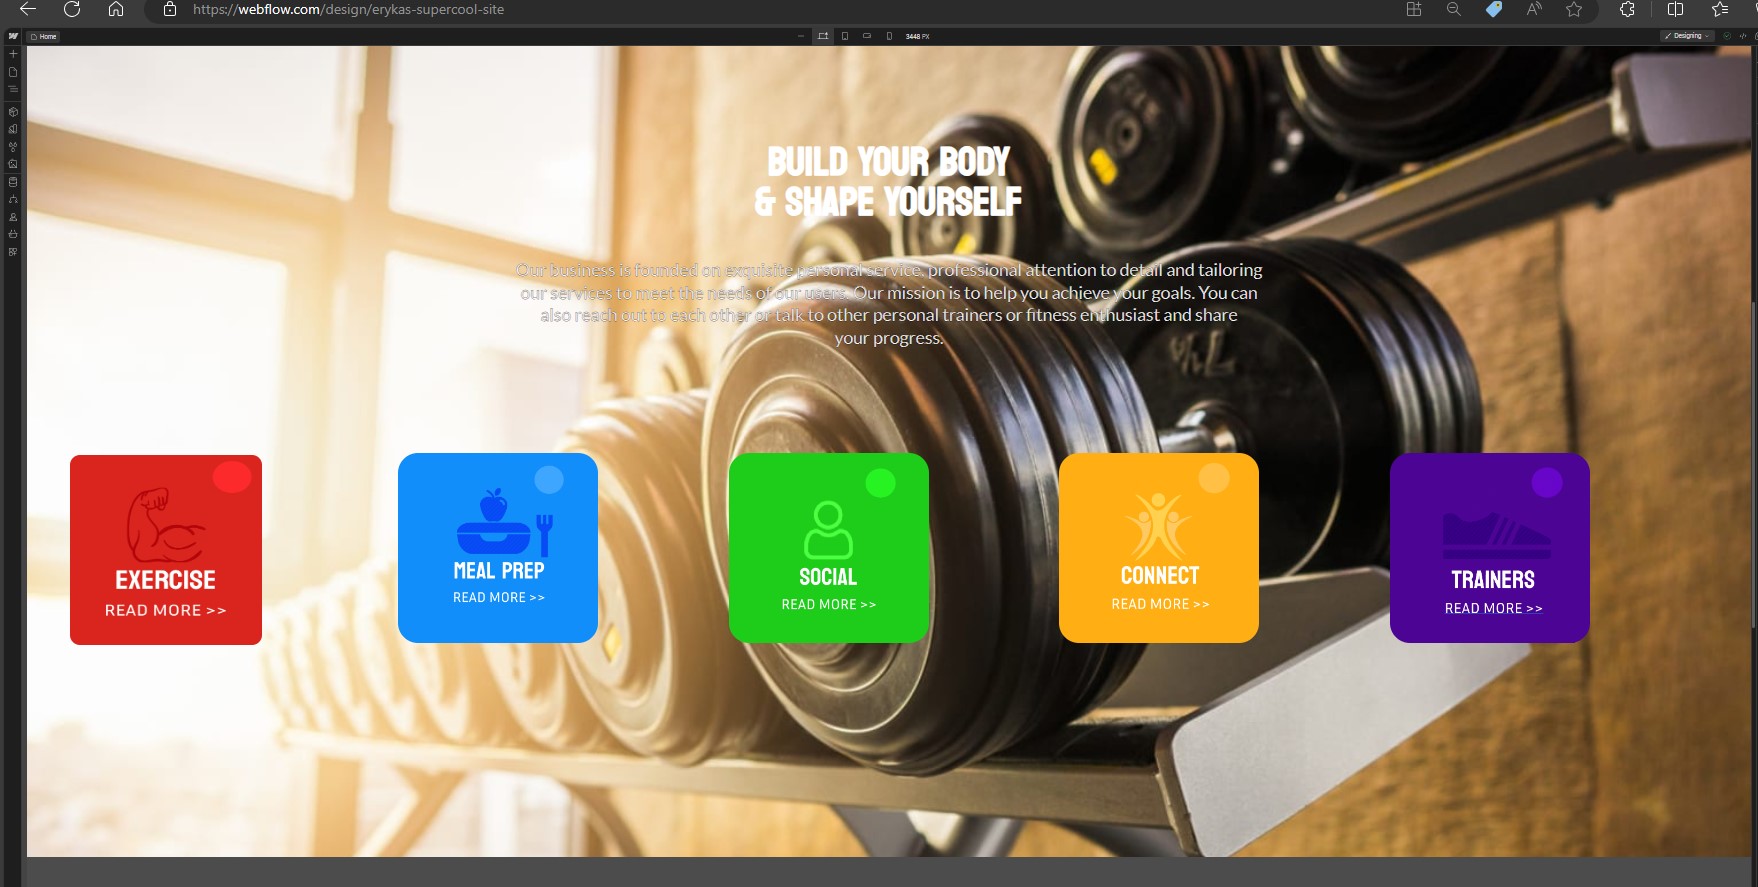 https://webflow.com/design/erykas-supercool-site
Home
3448 PX
Designing
BUILD YOUR BODY
& SHAPE YOURSELF
Our business is founded on exquisite personal service, professional attention to detail and tailoring
our services to meet the needs of our users. Our mission is to help you achieve your goals. You can
also reach out to each other or talk to other personal trainers or fitness enthusiast and share
your progress.
EXERCISE
READ MORE >>
MEAL PREP
READ MORE >>
SOCIAL
READ MORE >>
CONNECT
READ MORE >>
TRAINERS
READ MORE >>